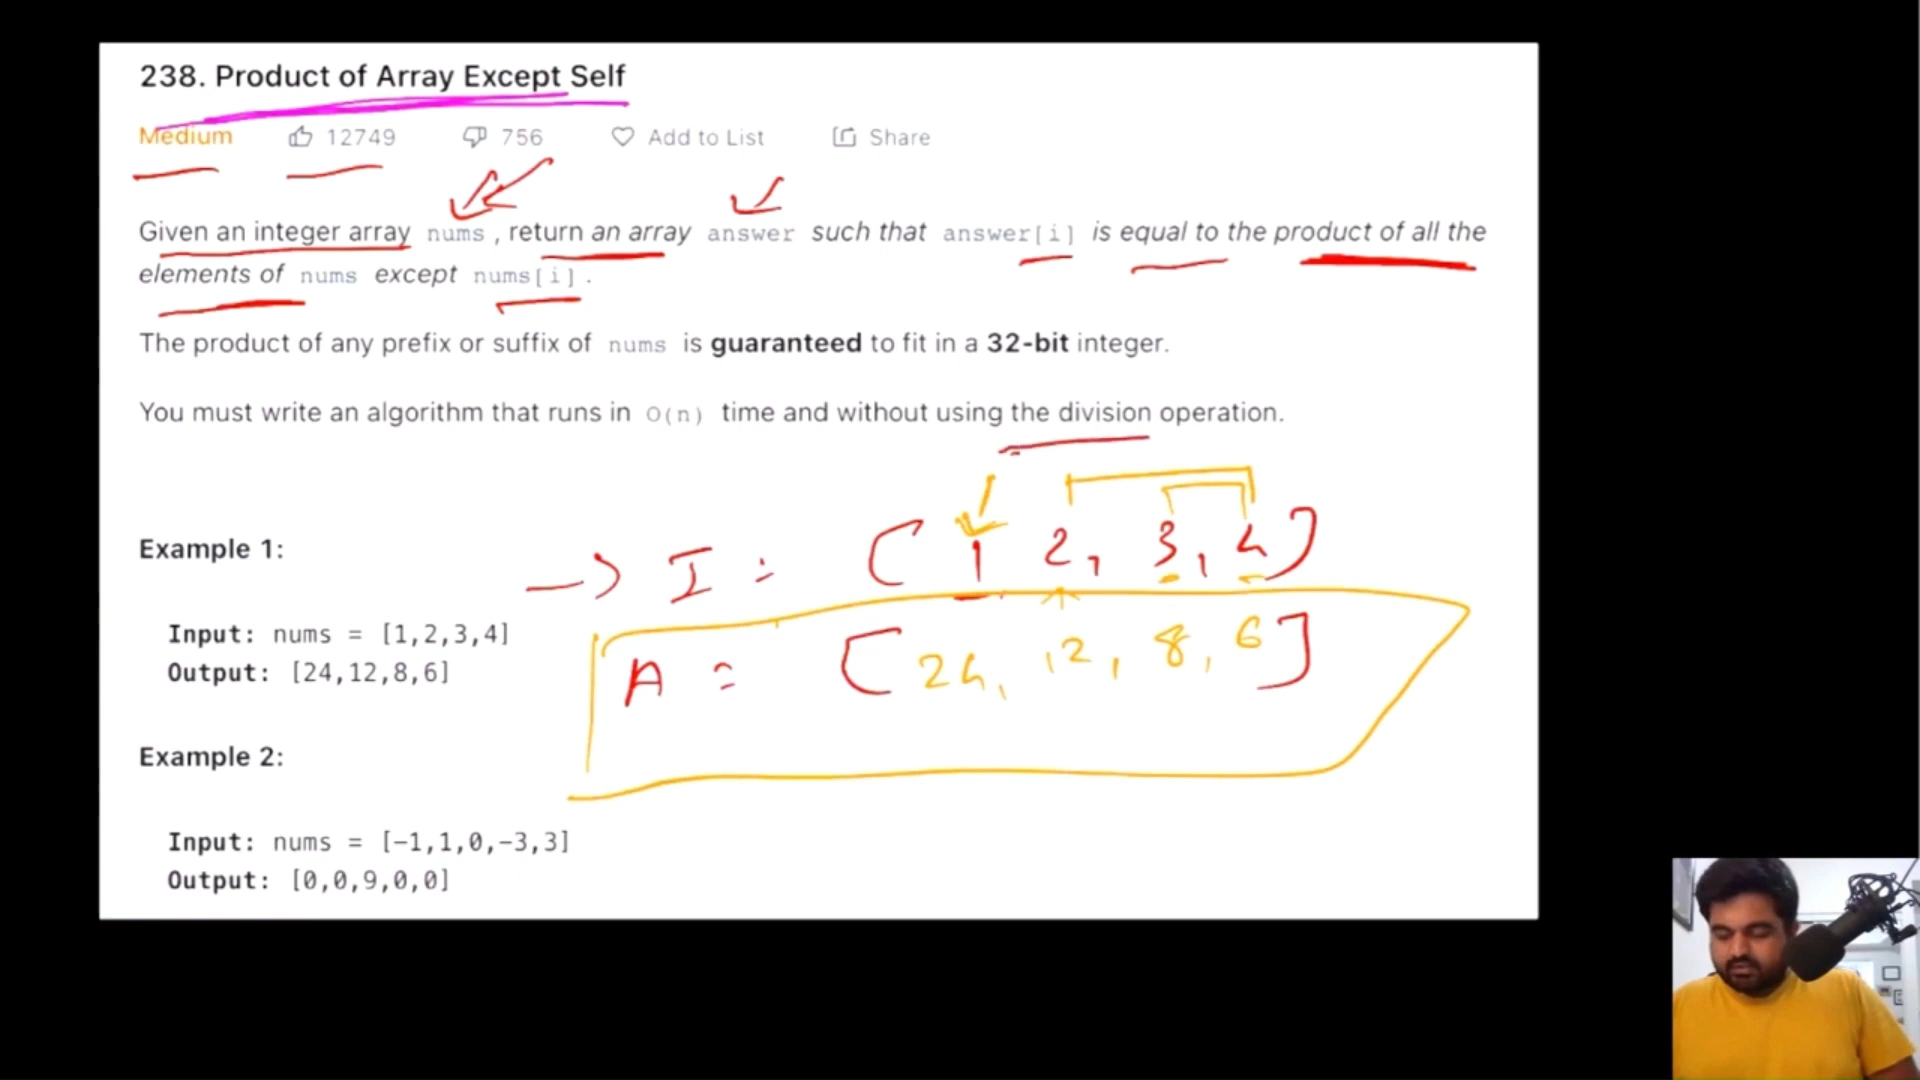 238. Product of Array Except Self
Medium 12749 756 Add to List Share
Given an integer array nums, return an array answer such that answer[i] is equal to the product of all the
elements of nums except nums[i].
The product of any prefix or suffix of nums is guaranteed to fit in a 32-bit integer.
You must write an algorithm that runs in O(n) time and without using the division operation.
Example 1:
-> I = [1 2, 3, 4]
Input: nums = [1,2,3,4]
Output: [24,12,8,6]
A = [24, 12, 8, 6]
Example 2:
Input: nums = [-1,1,0,-3,3]
Output: [0,0,9,0,0]